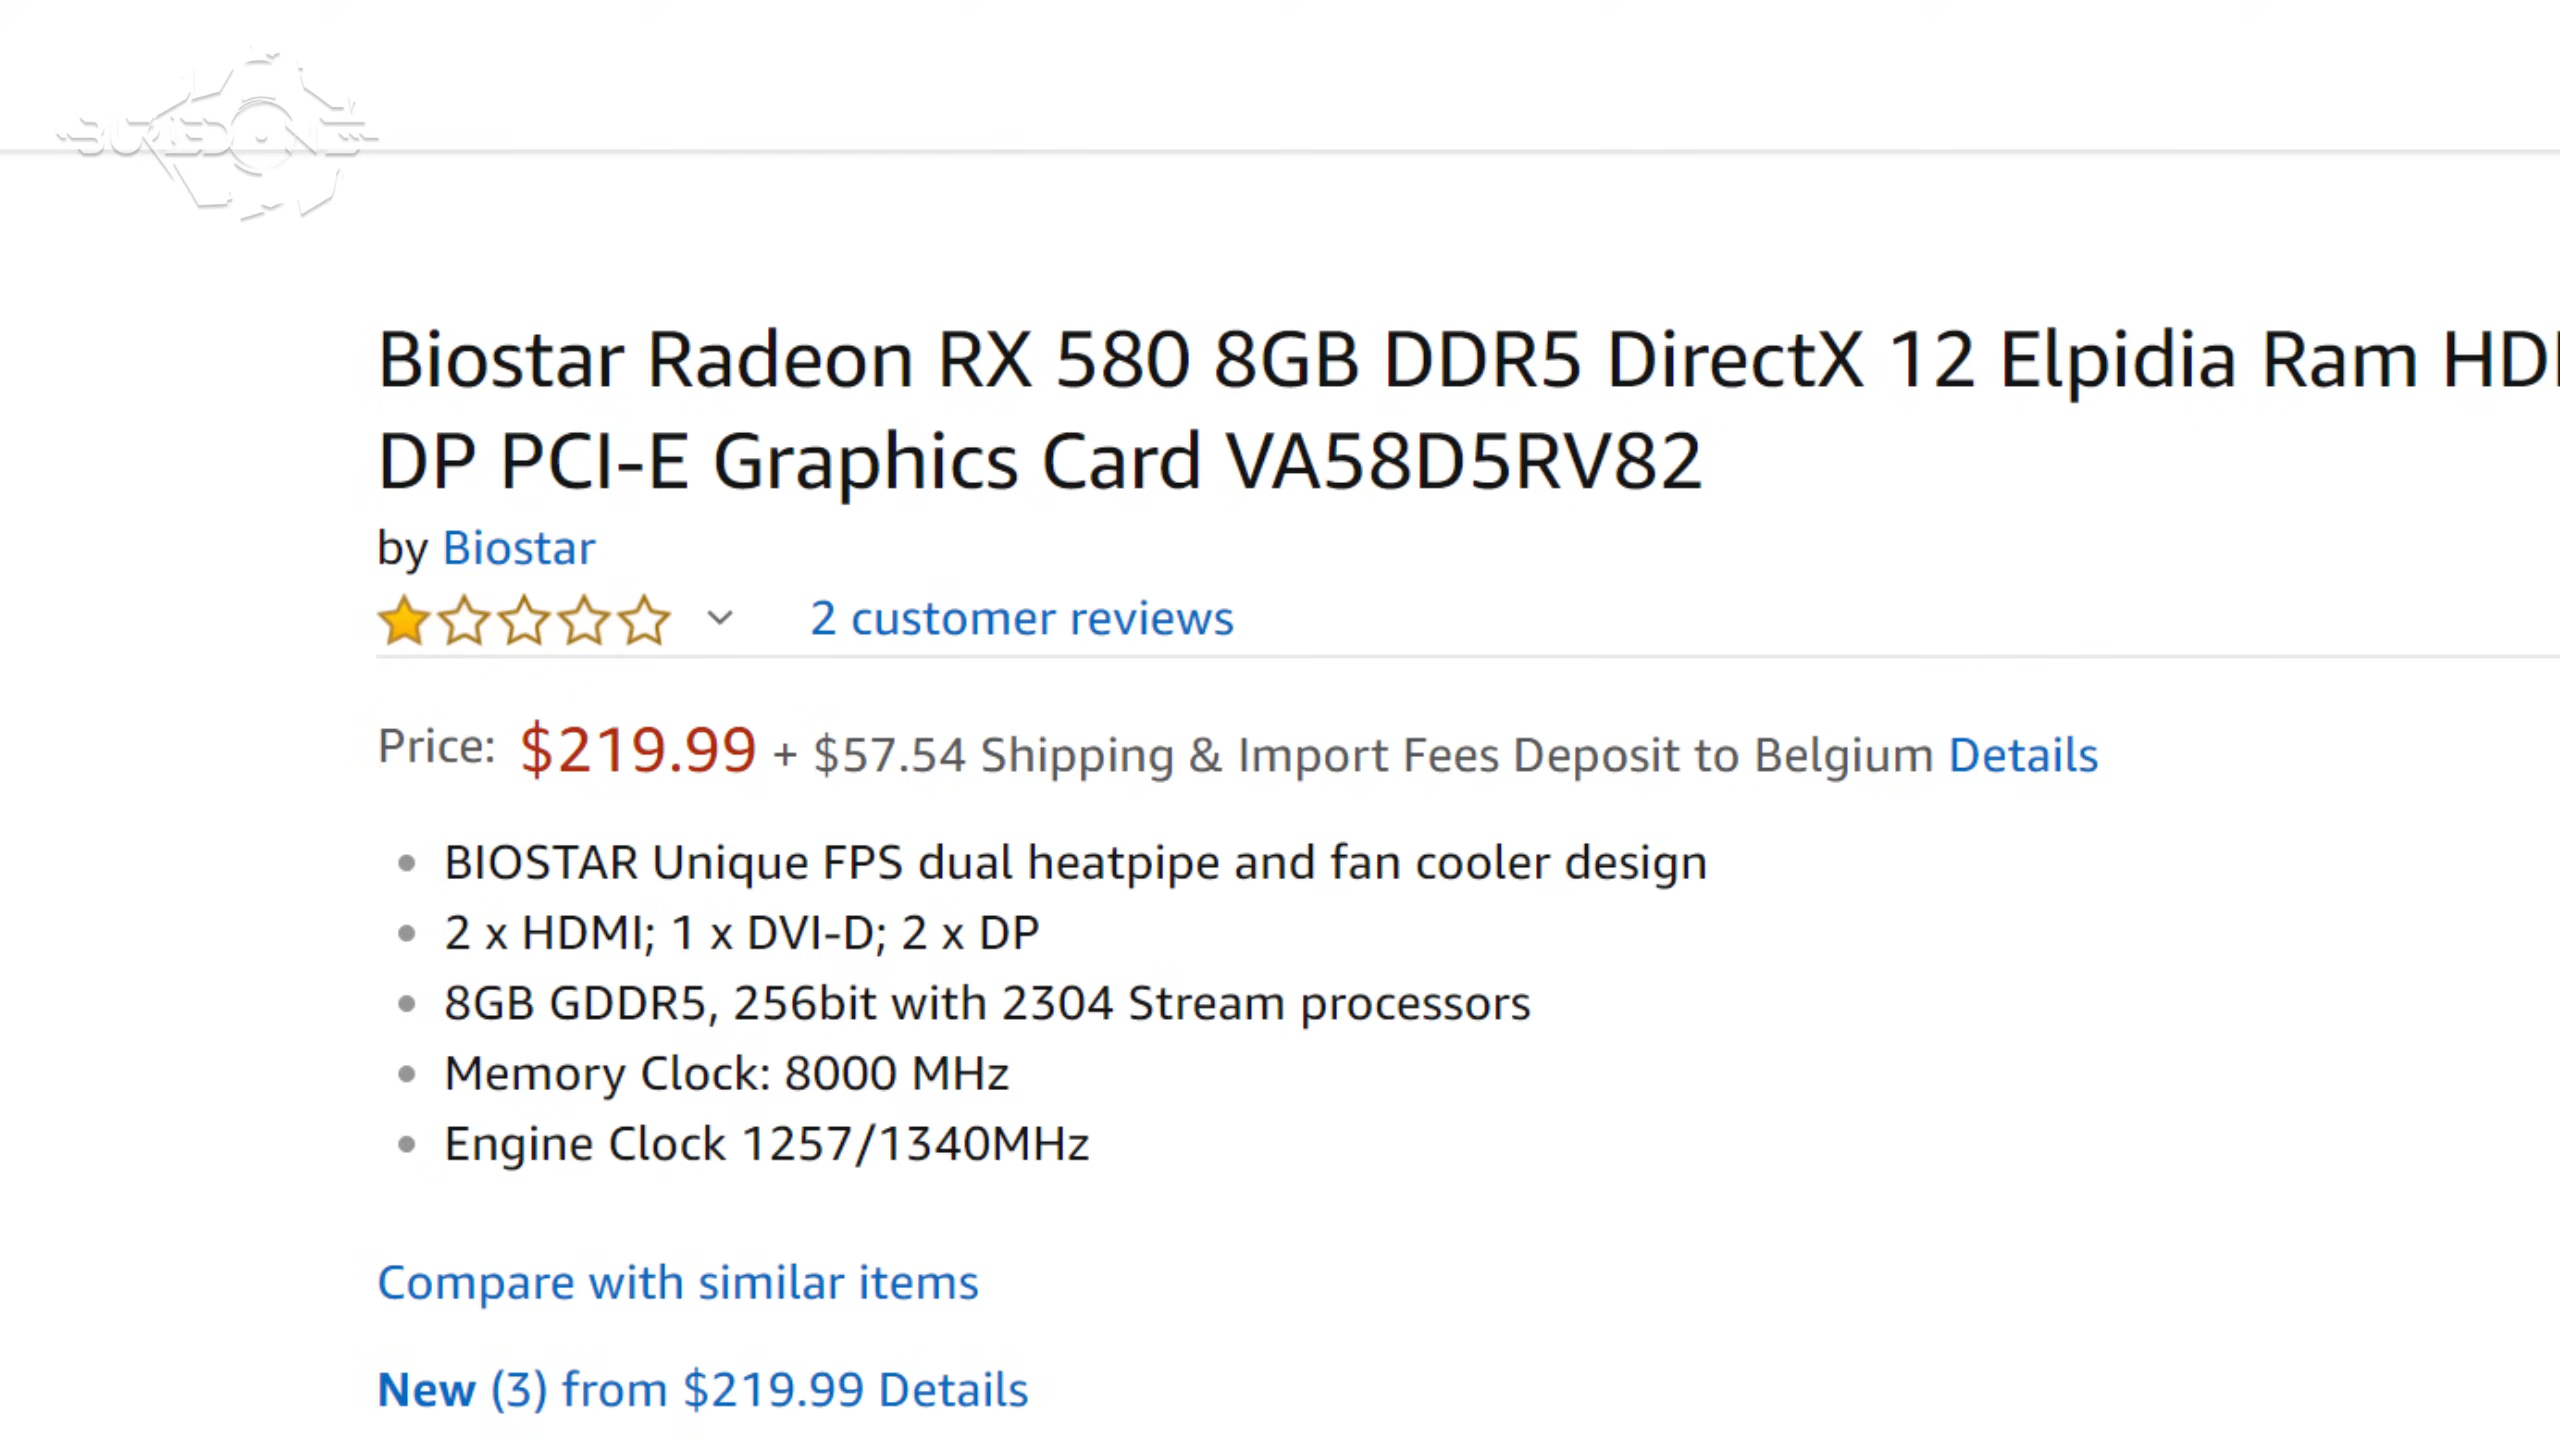 Biostar Radeon RX 580 8GB DDR5 DirectX 12 Elpidia Ram
DP PCI-E Graphics Card VA58D5RV82
by Biostar
2 customer reviews
Price: $219.99 + $57.54 Shipping & Import Fees Deposit to Belgium Details
BIOSTAR Unique FPS dual heatpipe and fan cooler design
2 x HDMI; 1 x DVI-D; 2 x DP
8GB GDDR5, 256bit with 2304 Stream processors
Memory Clock: 8000 MHz
Engine Clock 1257/1340MHz
Compare with similar items
New (3) from $219.99 Details